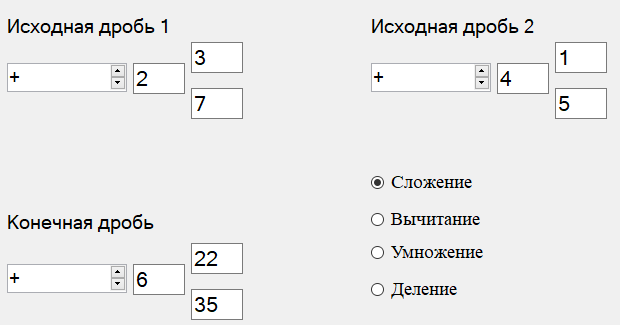 Исходная дробь 1
+ 2 3
7
Исходная дробь 2
+ 4 1
5
Сложение
Вычитание
Умножение
Деление
Конечная дробь
+ 6 22
35